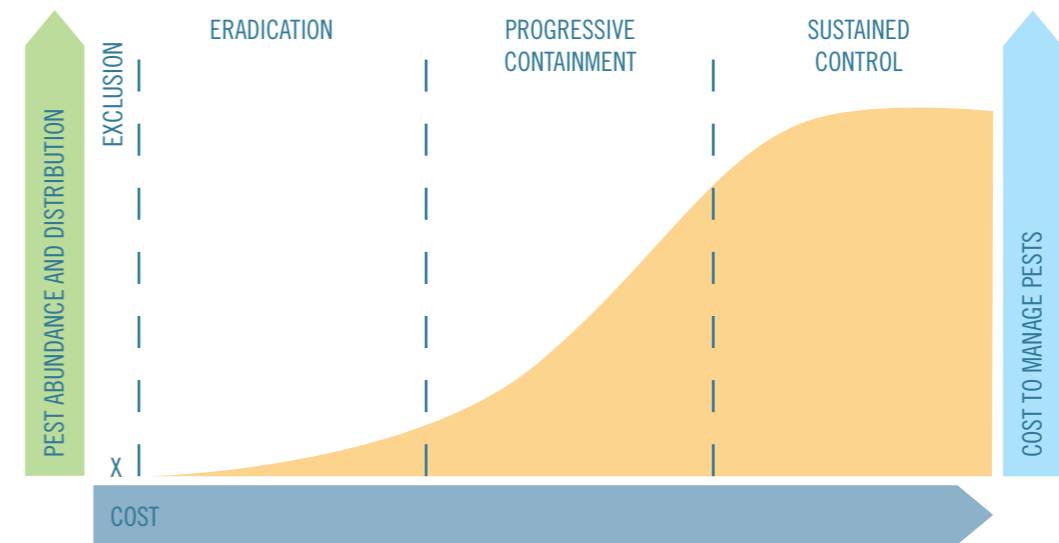 ERADICATION
PROGRESSIVE
CONTAINMENT
SUSTAINED
CONTROL
EXCLUSION
PEST ABUNDANCE AND DISTRIBUTION
COST TO MANAGE PESTS
X
COST